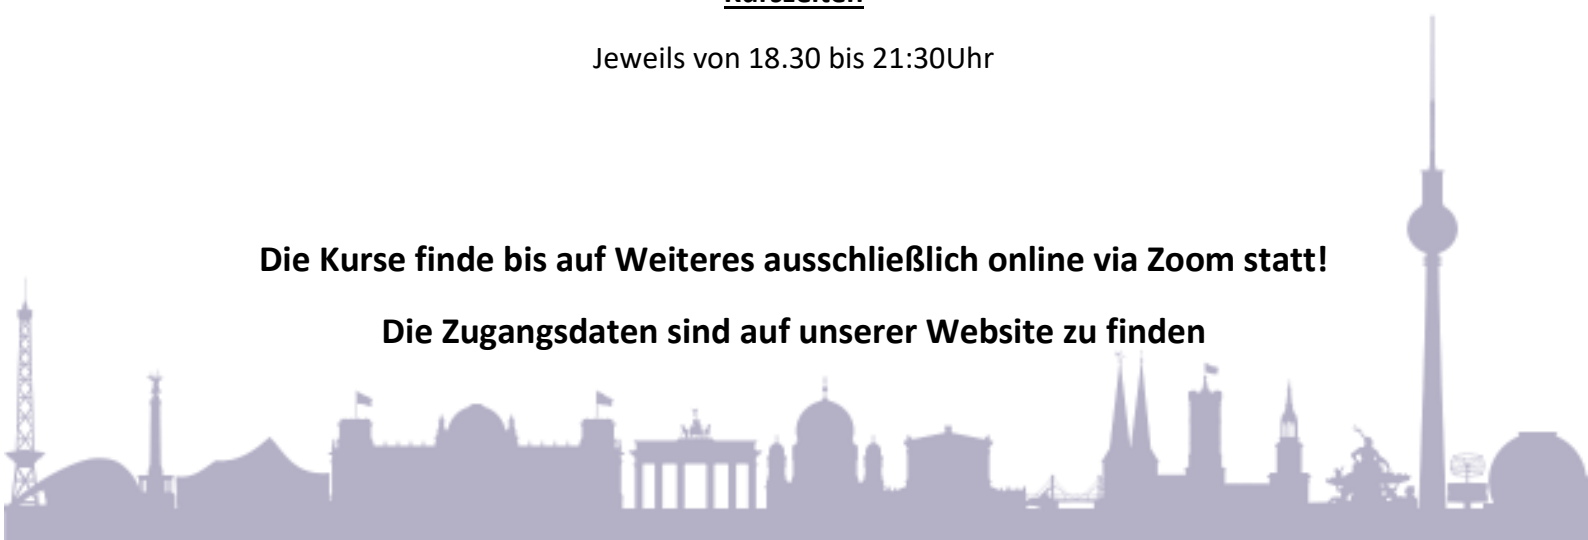 Jeweils von 18.30 bis 21:30Uhr
Die Kurse finde bis auf Weiteres ausschließlich online via Zoom statt!
Die Zugangsdaten sind auf unserer Website zu finden